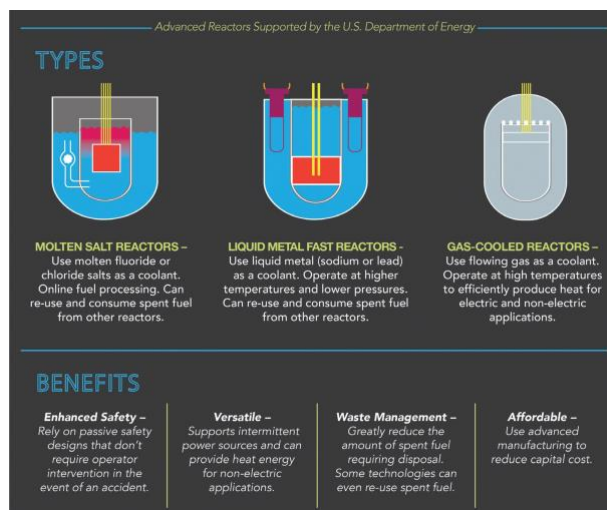 Advanced Reactors Supported by the U.S. Department of Energy
TYPES
MOLTEN SALT REACTORS –
Use molten fluoride or
chloride salts as a coolant.
Online fuel processing. Can
re-use and consume spent fuel
from other reactors.
LIQUID METAL FAST REACTORS -
Use liquid metal (sodium or lead)
as a coolant. Operate at higher
temperatures and lower pressures.
Can re-use and consume spent fuel
from other reactors.
GAS-COOLED REACTORS –
Use flowing gas as a coolant.
Operate at high temperatures
to efficiently produce heat for
electric and non-electric
applications.
BENEFITS
Enhanced Safety –
Rely on passive safety
designs that don't
require operator
intervention in the
event of an accident.
Versatile –
Supports intermittent
power sources and can
provide heat energy
for non-electric
applications.
Waste Management –
Greatly reduce the
amount of spent fuel
requiring disposal.
Some technologies can
even re-use spent fuel.
Affordable –
Use advanced
manufacturing to
reduce capital cost.